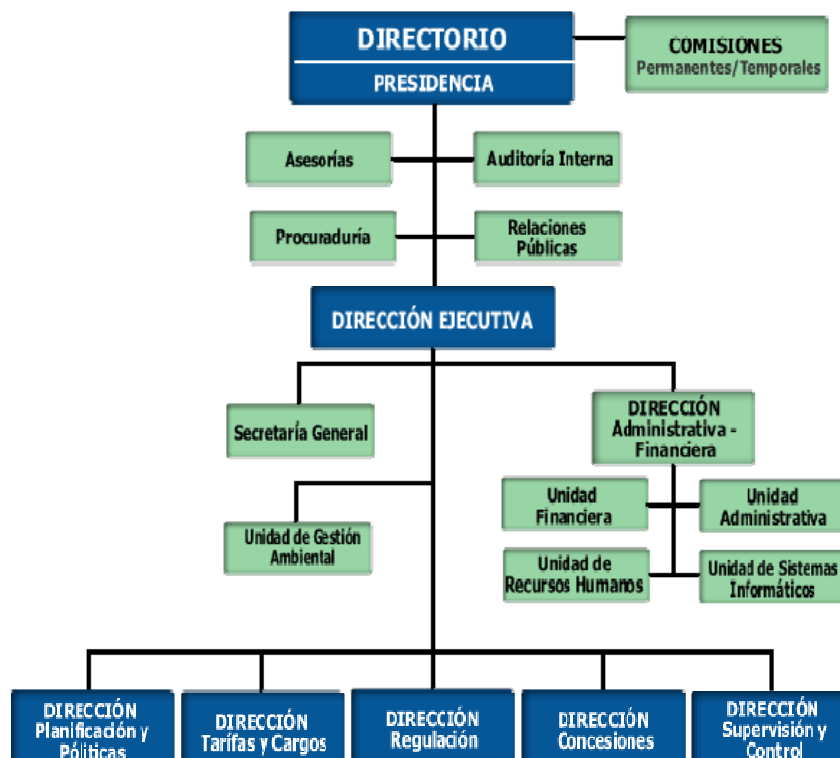 DIRECTORIO
PRESIDENCIA
COMISIONES
Permanentes/Temporales
Asesorías
Auditoría Interna
Procuraduría
Relaciones
Públicas
DIRECCIÓN EJECUTIVA
Secretaría General
DIRECCIÓN
Administrativa -
Financiera
Unidad
Financiera
Unidad
Administrativa
Unidad de Gestión
Ambiental
Unidad de
Recursos Humanos
Unidad de Sistemas
Informáticos
DIRECCIÓN
Planificación y
Póliticas
DIRECCIÓN
Tarífas y Cargos
DIRECCIÓN
Regulación
DIRECCIÓN
Concesiones
DIRECCIÓN
Supervisión y
Control